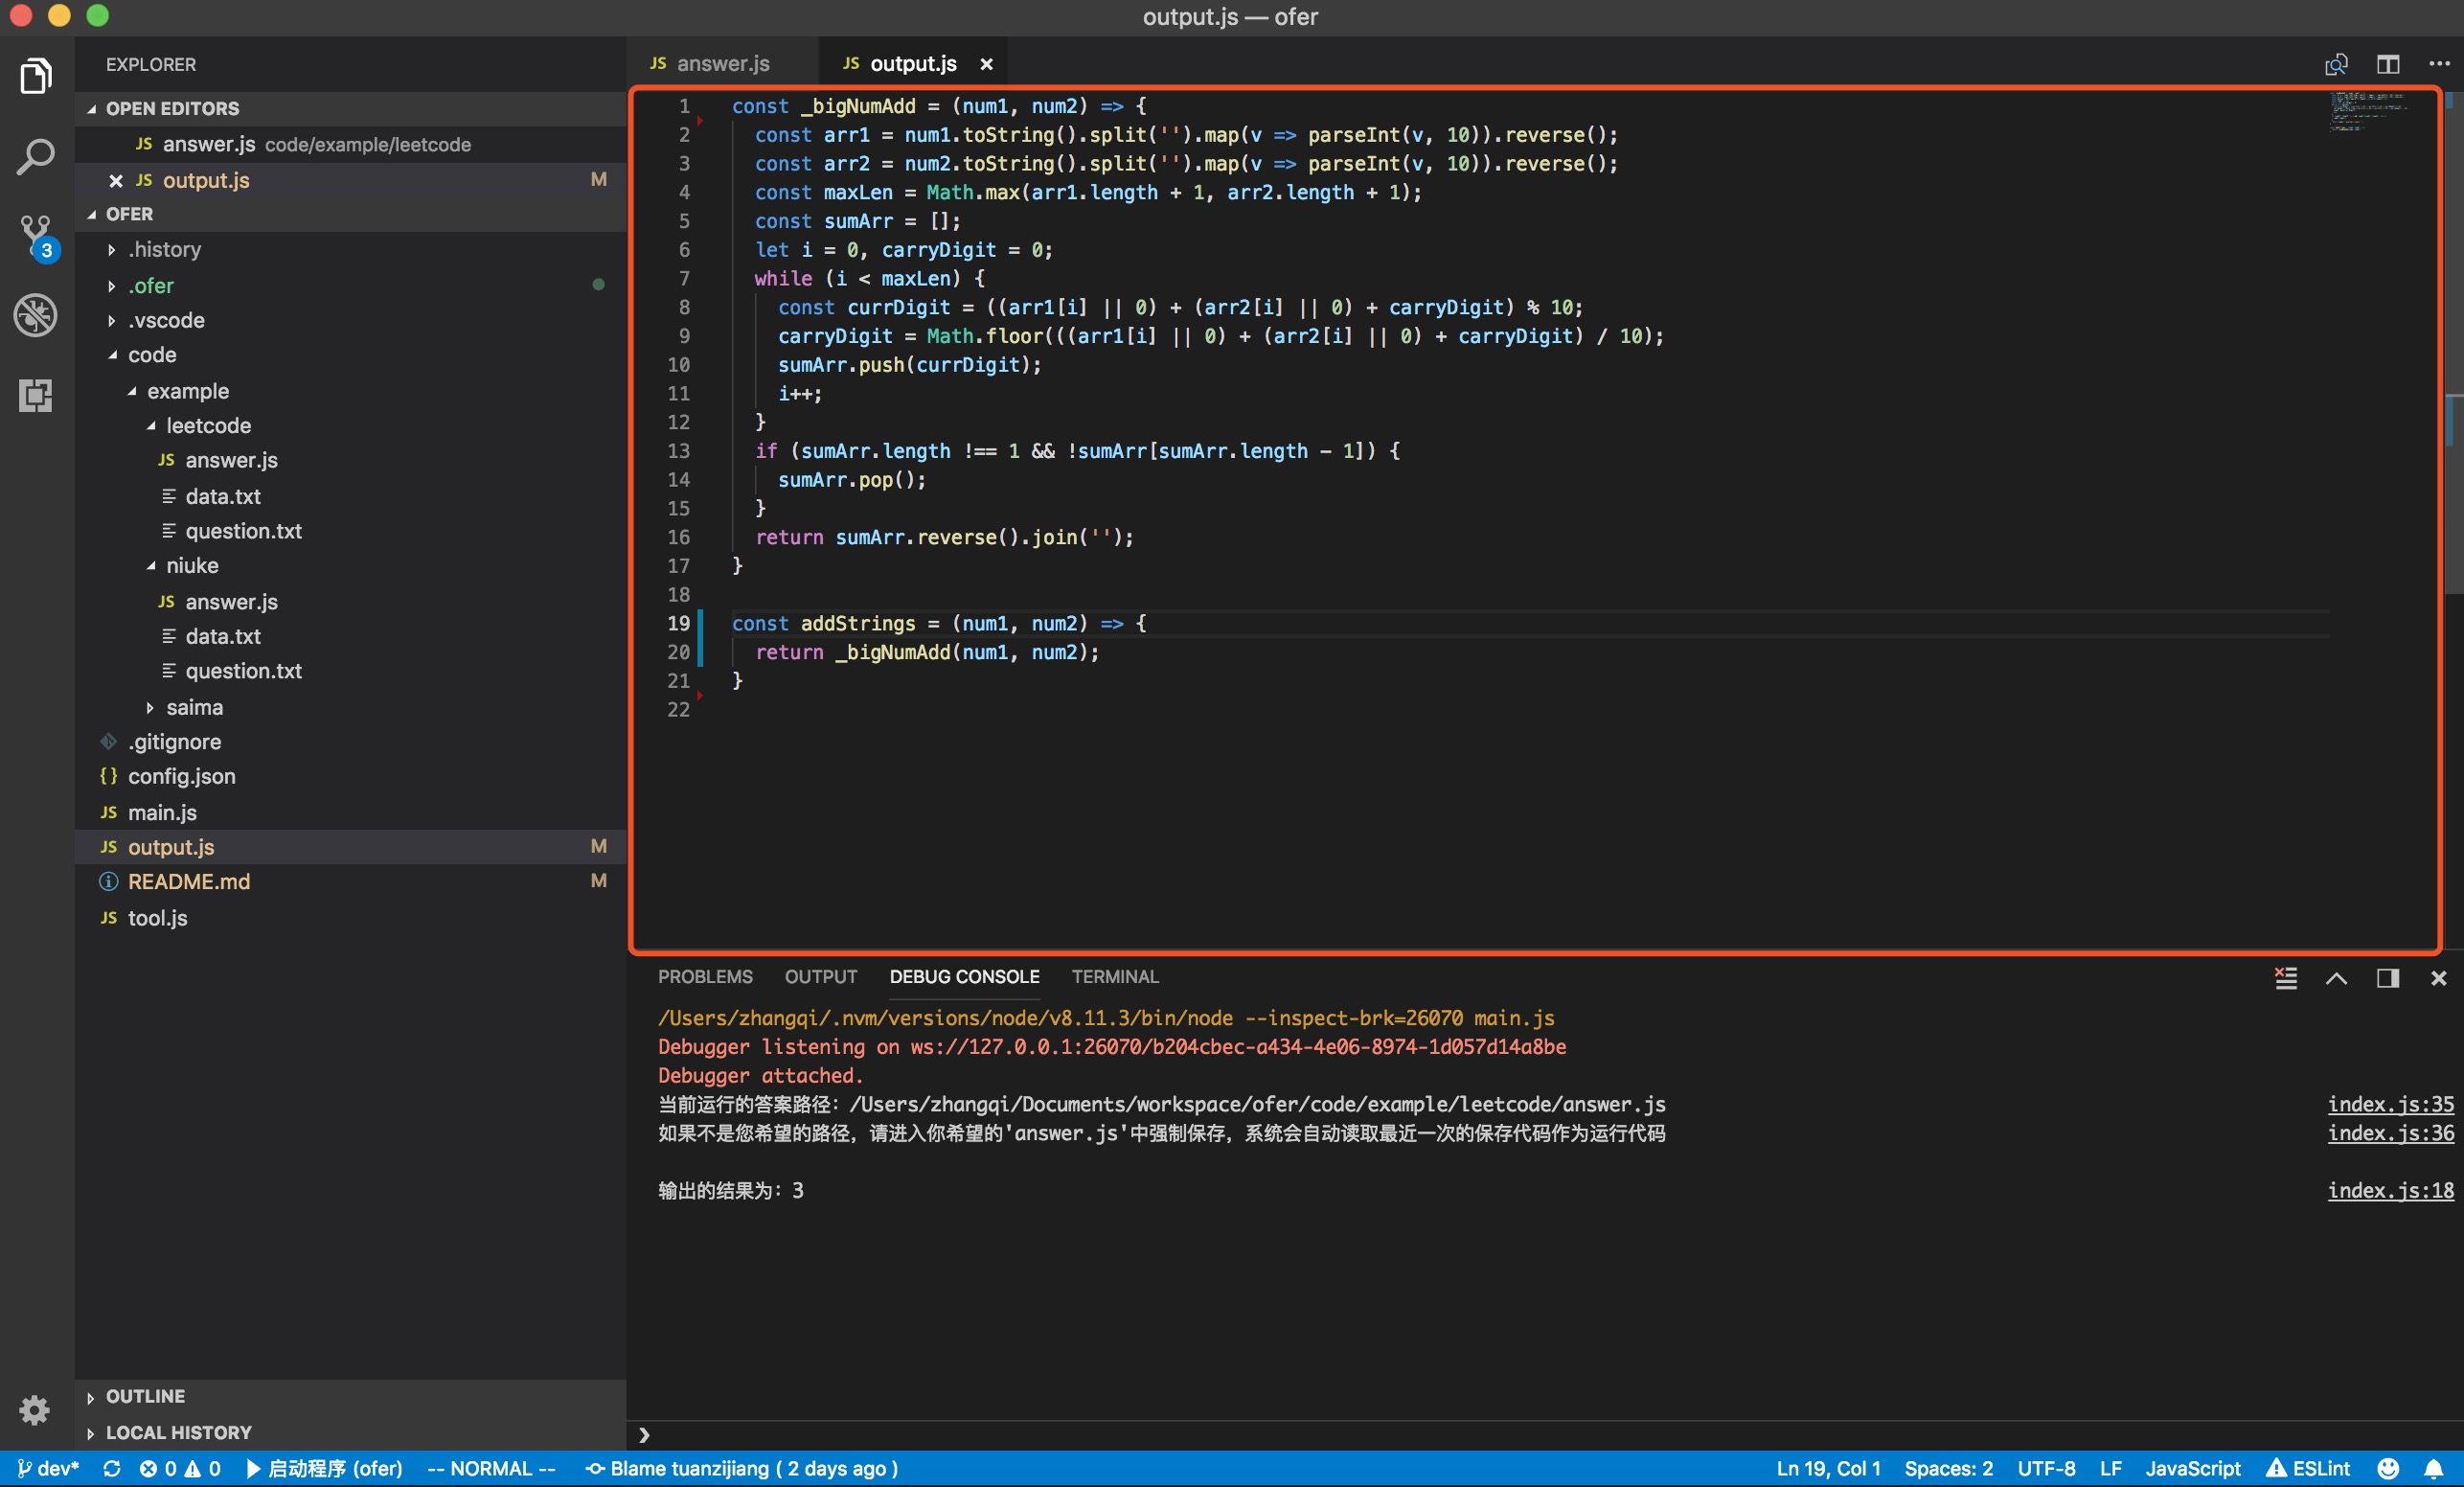 output.js — ofer
EXPLORER
OPEN EDITORS
JS answer.js code/example/leetcode
JS output.js M
OFER
.history
.ofer
.vscode
code
example
leetcode
JS answer.js
data.txt
question.txt
niuke
JS answer.js
data.txt
question.txt
saima
.gitignore
{} config.json
JS main.js
JS output.js M
README.md M
JS tool.js
OUTLINE
LOCAL HISTORY
3
JS answer.js JS output.js
1 const _bigNumAdd = (num1, num2) => {
2 const arr1 = num1.toString().split('').map(v => parseInt(v, 10)).reverse();
3 const arr2 = num2.toString().split('').map(v => parseInt(v, 10)).reverse();
4 const maxLen = Math.max(arr1.length + 1, arr2.length + 1);
5 const sumArr = [];
6 let i = 0, carryDigit = 0;
7 while (i < maxLen) {
8 const currDigit = ((arr1[i] || 0) + (arr2[i] || 0) + carryDigit) % 10;
9 carryDigit = Math.floor(((arr1[i] || 0) + (arr2[i] || 0) + carryDigit) / 10);
10 sumArr.push(currDigit);
11 i++;
12 }
13 if (sumArr.length !== 1 && !sumArr[sumArr.length - 1]) {
14 sumArr.pop();
15 }
16 return sumArr.reverse().join('');
17 }
18
19 const addStrings = (num1, num2) => {
20 return _bigNumAdd(num1, num2);
21 }
22
PROBLEMS OUTPUT DEBUG CONSOLE TERMINAL
/Users/zhangqi/.nvm/versions/node/v8.11.3/bin/node --inspect-brk=26070 main.js
Debugger listening on ws://127.0.0.1:26070/b204cbec-a434-4e06-8974-1d057d14a8be
Debugger attached.
当前运行的答案路径: /Users/zhangqi/Documents/workspace/ofer/code/example/leetcode/answer.js index.js:35
如果不是您希望的路径，请进入你希望的'answer.js'中强制保存，系统会自动读取最近一次的保存代码作为运行代码 index.js:36
输出的结果为: 3 index.js:18
dev* 0 0 启动程序 (ofer) -- NORMAL -- Blame tuanzijiang ( 2 days ago ) Ln 19, Col 1 Spaces: 2 UTF-8 LF JavaScript ESLint